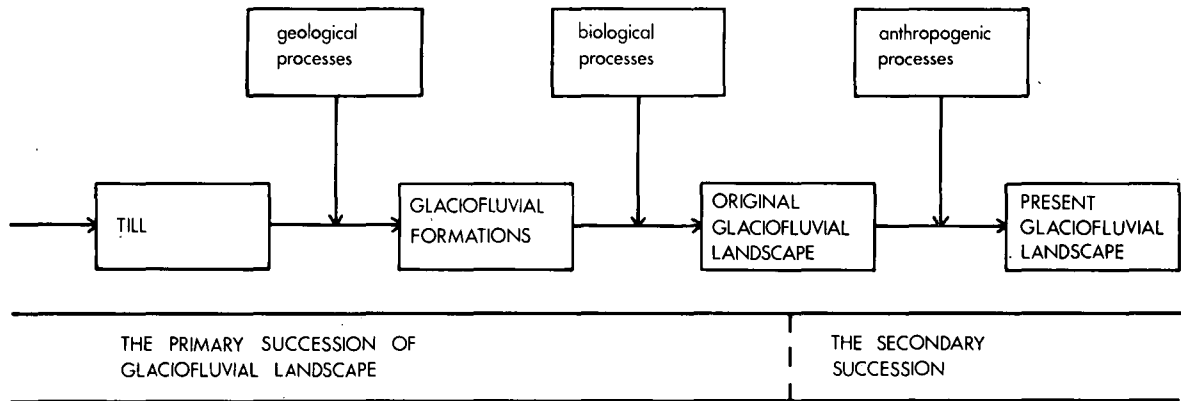 geological
processes
biological
processes
anthropogenic
processes
TILL
GLACIOFLUVIAL
FORMATIONS
ORIGINAL
GLACIOFLUVIAL
LANDSCAPE
PRESENT
GLACIOFLUVIAL
LANDSCAPE
THE PRIMARY SUCCESSION OF
GLACIOFLUVIAL LANDSCAPE
THE SECONDARY
SUCCESSION